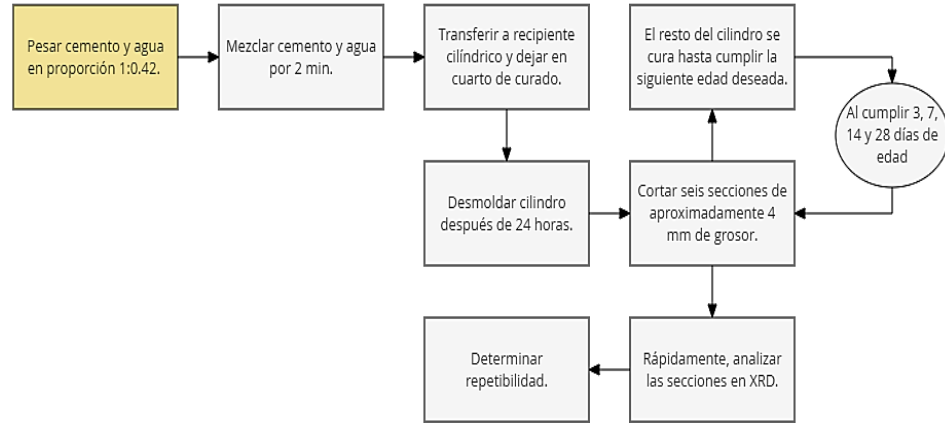 Pesar cemento y agua
en proporción 1:0.42.
Mezclar cemento y agua
por 2 min.
Transferir a recipiente
cilíndrico y dejar en
cuarto de curado.
Desmoldar cilindro
después de 24 horas.
Cortar seis secciones de
aproximadamente 4
mm de grosor.
El resto del cilindro se
cura hasta cumplir la
siguiente edad deseada.
Al cumplir 3, 7,
14 y 28 días de
edad
Rápidamente, analizar
las secciones en XRD.
Determinar
repetibilidad.